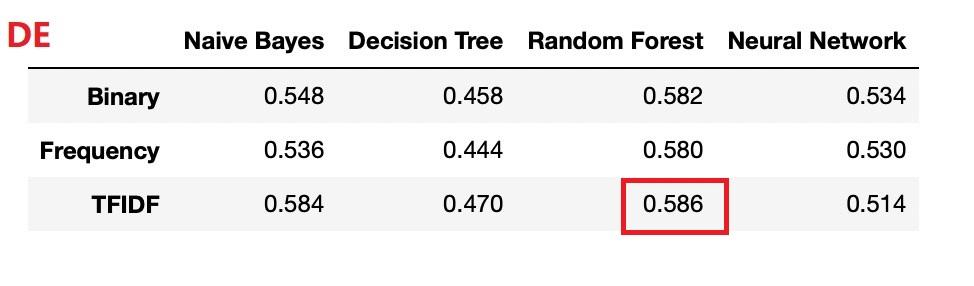 DE
Naive Bayes Decision Tree Random Forest Neural Network
Binary 0.548 0.458 0.582 0.534
Frequency 0.536 0.444 0.580 0.530
TFIDF 0.584 0.470 0.586 0.514